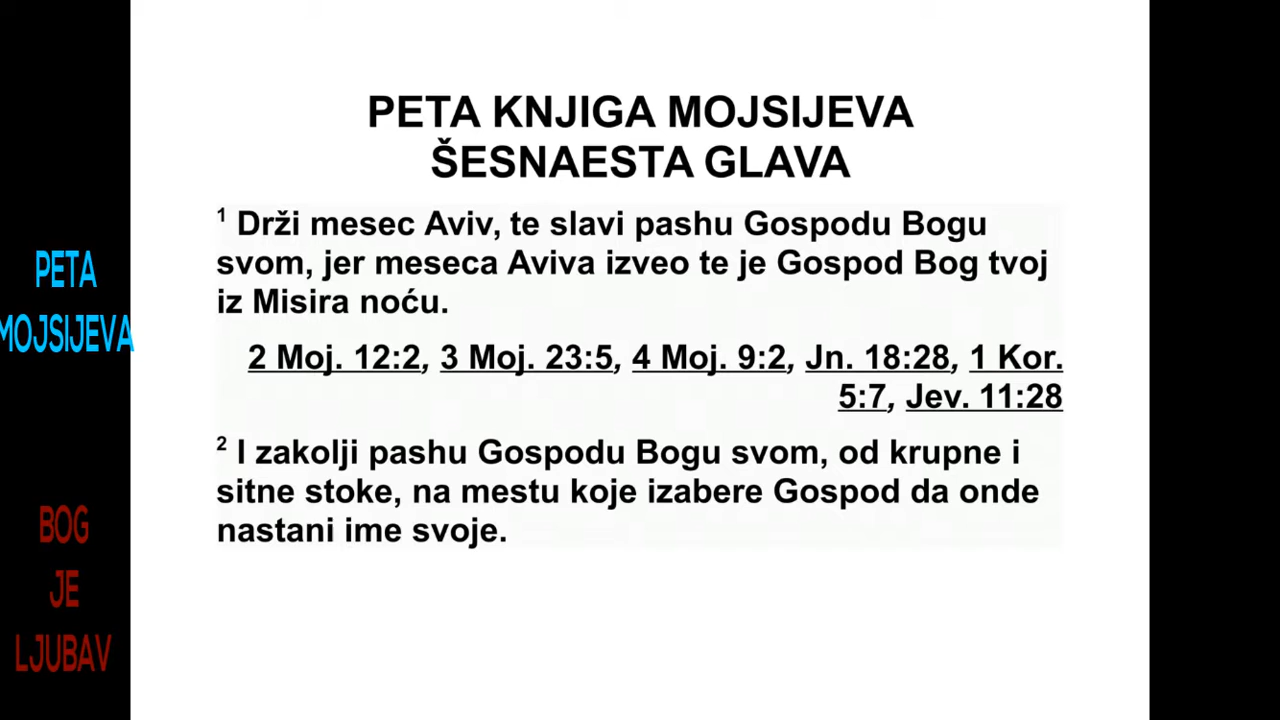 PETA KNJIGA MOJSIJEVA
ŠESNAESTA GLAVA
1 Drži mesec Aviv, te slavi pashu Gospodu Bogu
svom, jer meseca Aviva izveo te je Gospod Bog tvoj
iz Misira noću.
2 Moj. 12:2, 3 Moj. 23:5, 4 Moj. 9:2, Jn. 18:28, 1 Kor.
5:7, Jev. 11:28
2 I zakolji pashu Gospodu Bogu svom, od krupne i
sitne stoke, na mestu koje izabere Gospod da onde
nastani ime svoje.
PETA
MOJSIJEVA
BOG
JE
LJUBAV